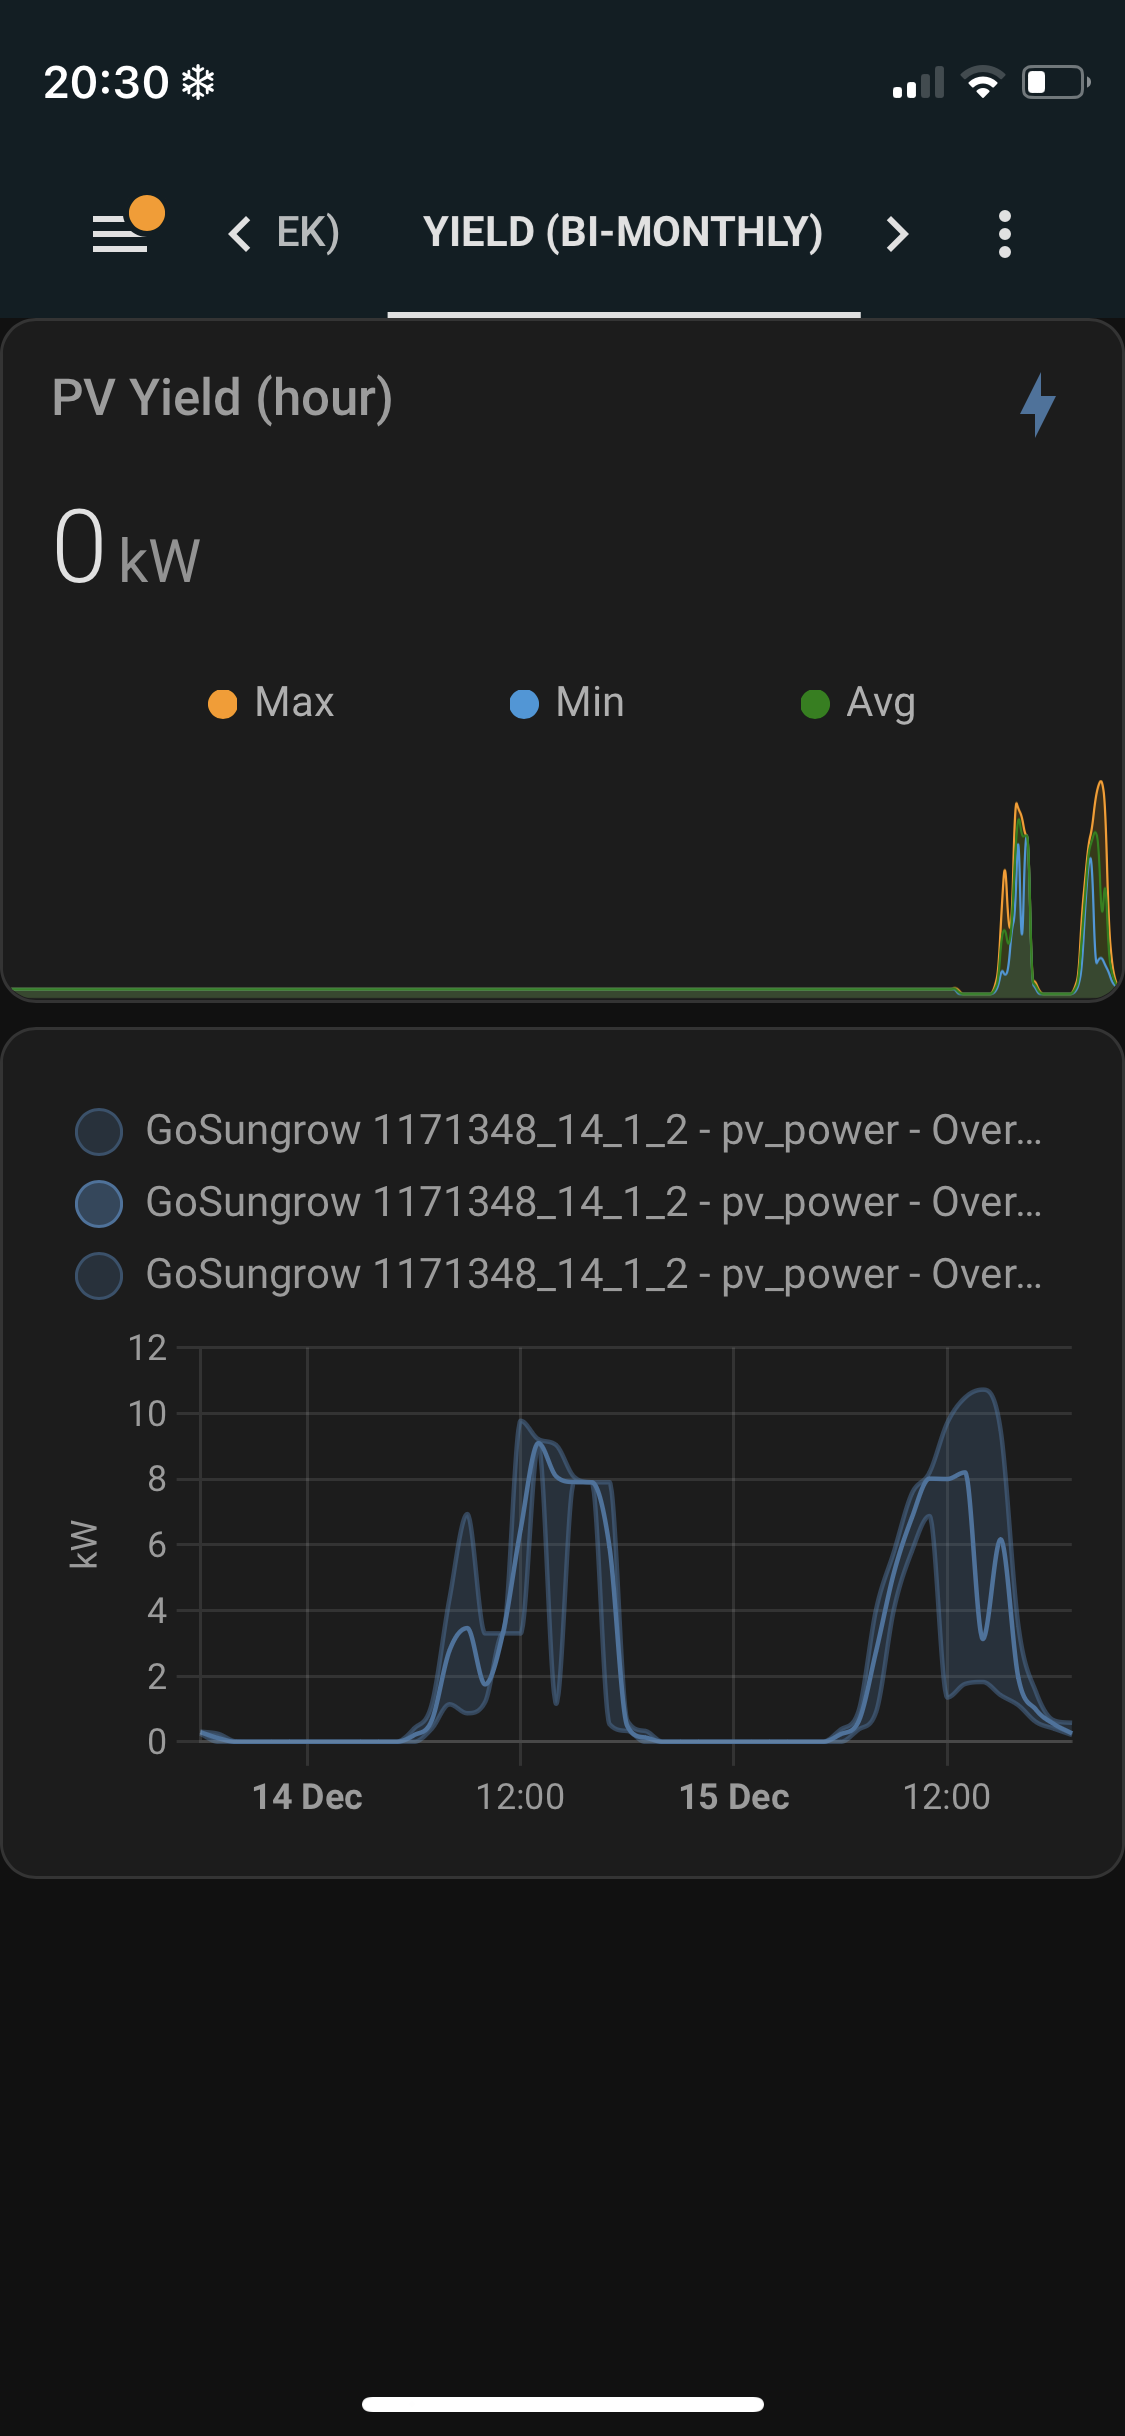 20:30
EK) YIELD (BI-MONTHLY)
PV Yield (hour)
0 kW
Max Min Avg
GoSungrow 1171348_14_1_2 - pv_power - Over...
GoSungrow 1171348_14_1_2 - pv_power - Over...
GoSungrow 1171348_14_1_2 - pv_power - Over...
12
10
8
6
4
2
0
kW
14 Dec 12:00 15 Dec 12:00